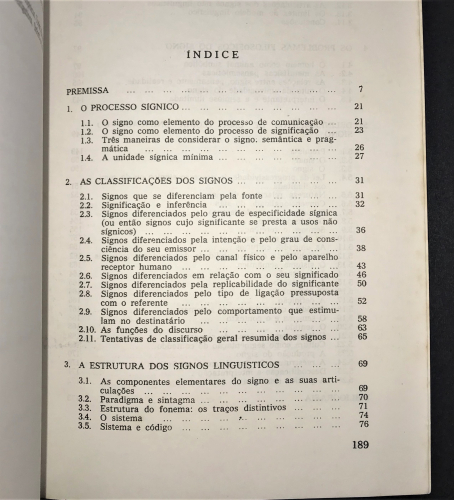 INDICE
PREMISSA ... ... ... ... ... ... ... ... ... ... ... 7
1. O PROCESSO SIGNICO ... ... ... ... ... ... ... ... 21
1.1. O signo como elemento do processo de comunicação ... 21
1.2. O signo como elemento do processo de significação ... 23
1.3. Três maneiras de considerar o signo. semântica e prag-
mática ... ... ... ... ... ... ... ... ... ... 26
1.4. A unidade sígnica mínima ... ... ... ... ... ... 27
2. AS CLASSIFICAÇÕES DOS SIGNOS ... ... ... ... ... 31
2.1. Signos que se diferenciam pela fonte ... ... ... ... 31
2.2. Significação e inferência ... ... ... ... ... ... 32
2.3. Signos diferenciados pelo grau de especificidade sígnica
(ou entâo signos cujo significante se presta a usos não
sígnicos) ... ... ... ... ... ... ... ... ... 36
2.4. Signos diferenciados pela intenção e pelo grau de cons-
ciência do seu emissor ... ... ... ... ... ... ... 38
2.5. Signos diferenciados pelo canal físico e pelo aparelho
receptor humano ... ... ... ... ... ... ... ... 43
2.6. Signos diferenciados em relação com o seu significado 46
2.7. Signos diferenciados pela replicabilidade do significante 50
2.8. Signos diferenciados pelo tipo de ligação pressuposta
com o referente ... ... ... ... ... ... ... ... 52
2.9. Signos diferenciados pelo comportamento que estimu-
lam no destinatário ... ... ... ... ... ... ... 58
2.10. As funções do discurso ... ... ... ... ... ... ... 63
2.11. Tentativas de classificação geral resumida dos signos ... 65
3. A ESTRUTURA DOS SIGNOS LINGUISTICOS ... ... ... 69
3.1. As componentes elementares do signo e as suas arti-
culações ... ... ... ... ... ... ... ... ... 69
3.2. Paradigma e sintagma ... ... ... ... ... ... ... 70
3.3. Estrutura do fonema: os traços distintivos ... ... ... 71
3.4. O sistema ... ... ... ... ... ... ... ... ... 74
3.5. Sistema e código ... ... ... ... ... ... ... ... 76
189